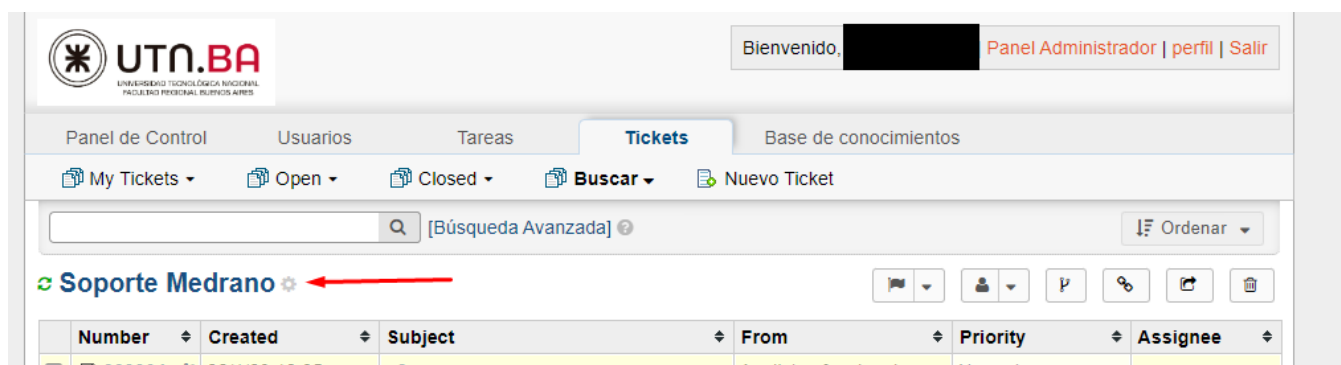 UTN.BA
UNIVERSIDAD TECNOLÓGICA NACIONAL
FACULTAD REGIONAL BUENOS AIRES
Bienvenido, Panel Administrador | perfil | Salir
Panel de Control Usuarios Tareas Tickets Base de conocimientos
My Tickets Open Closed Buscar Nuevo Ticket
[Búsqueda Avanzada] Ordenar
Soporte Medrano
Number Created Subject From Priority Assignee